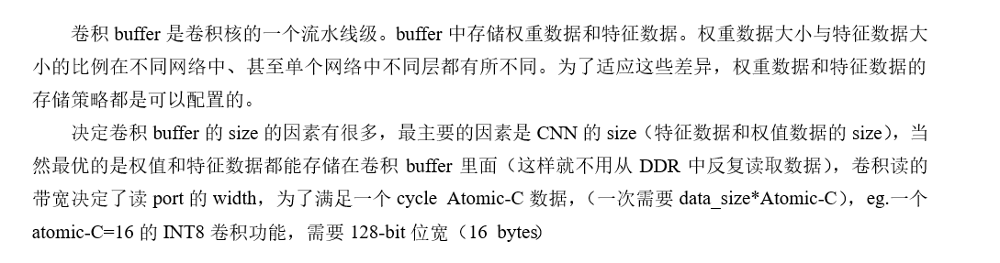 卷积 buffer 是卷积核的一个流水线级。buffer 中存储权重数据和特征数据。权重数据大小与特征数据大
小的比例在不同网络中、甚至单个网络中不同层都有所不同。为了适应这些差异，权重数据和特征数据的
存储策略都是可以配置的。
决定卷积 buffer 的 size 的因素有很多，最主要的因素是 CNN 的 size（特征数据和权值数据的 size），当
然最优的是权值和特征数据都能存储在卷积 buffer 里面（这样就不用从 DDR 中反复读取数据），卷积读的
带宽决定了读 port 的 width，为了满足一个 cycle Atomic-C 数据，（一次需要 data_size*Atomic-C），eg.一个
atomic-C=16 的 INT8 卷积功能，需要 128-bit 位宽（16 bytes）